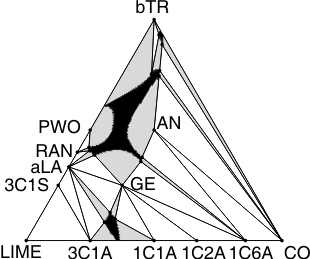 bTR
PWO
AN
RAN
aLA
3C1S
GE
LIME 3C1A 1C1A 1C2A 1C6A CO